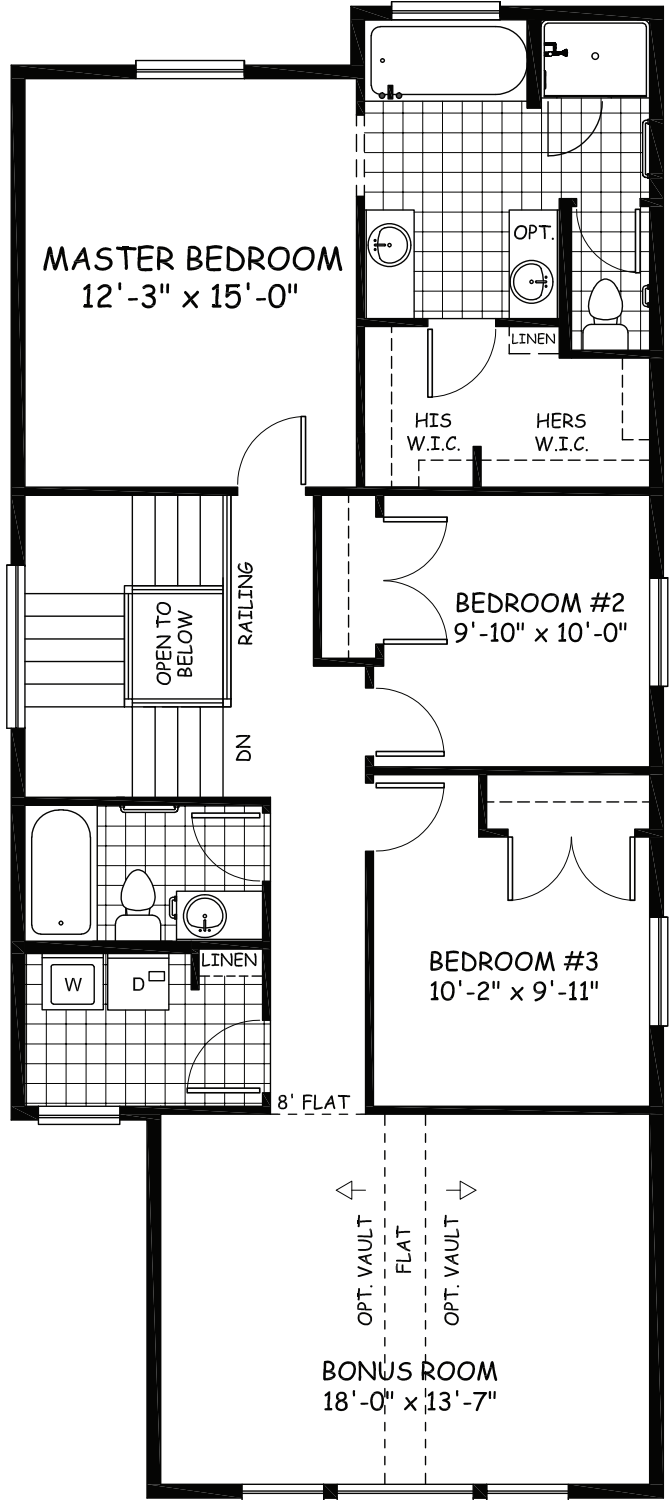 MASTER BEDROOM
12'-3" x 15'-0"
OPT.
LINEN
HIS
W.I.C.
HERS
W.I.C.
RAILING
OPEN TO
BELOW
DN
BEDROOM #2
9'-10" x 10'-0"
LINEN
W
D
BEDROOM #3
10'-2" x 9'-11"
8' FLAT
OPT. VAULT
FLAT
OPT. VAULT
BONUS ROOM
18'-0" x 13'-7"